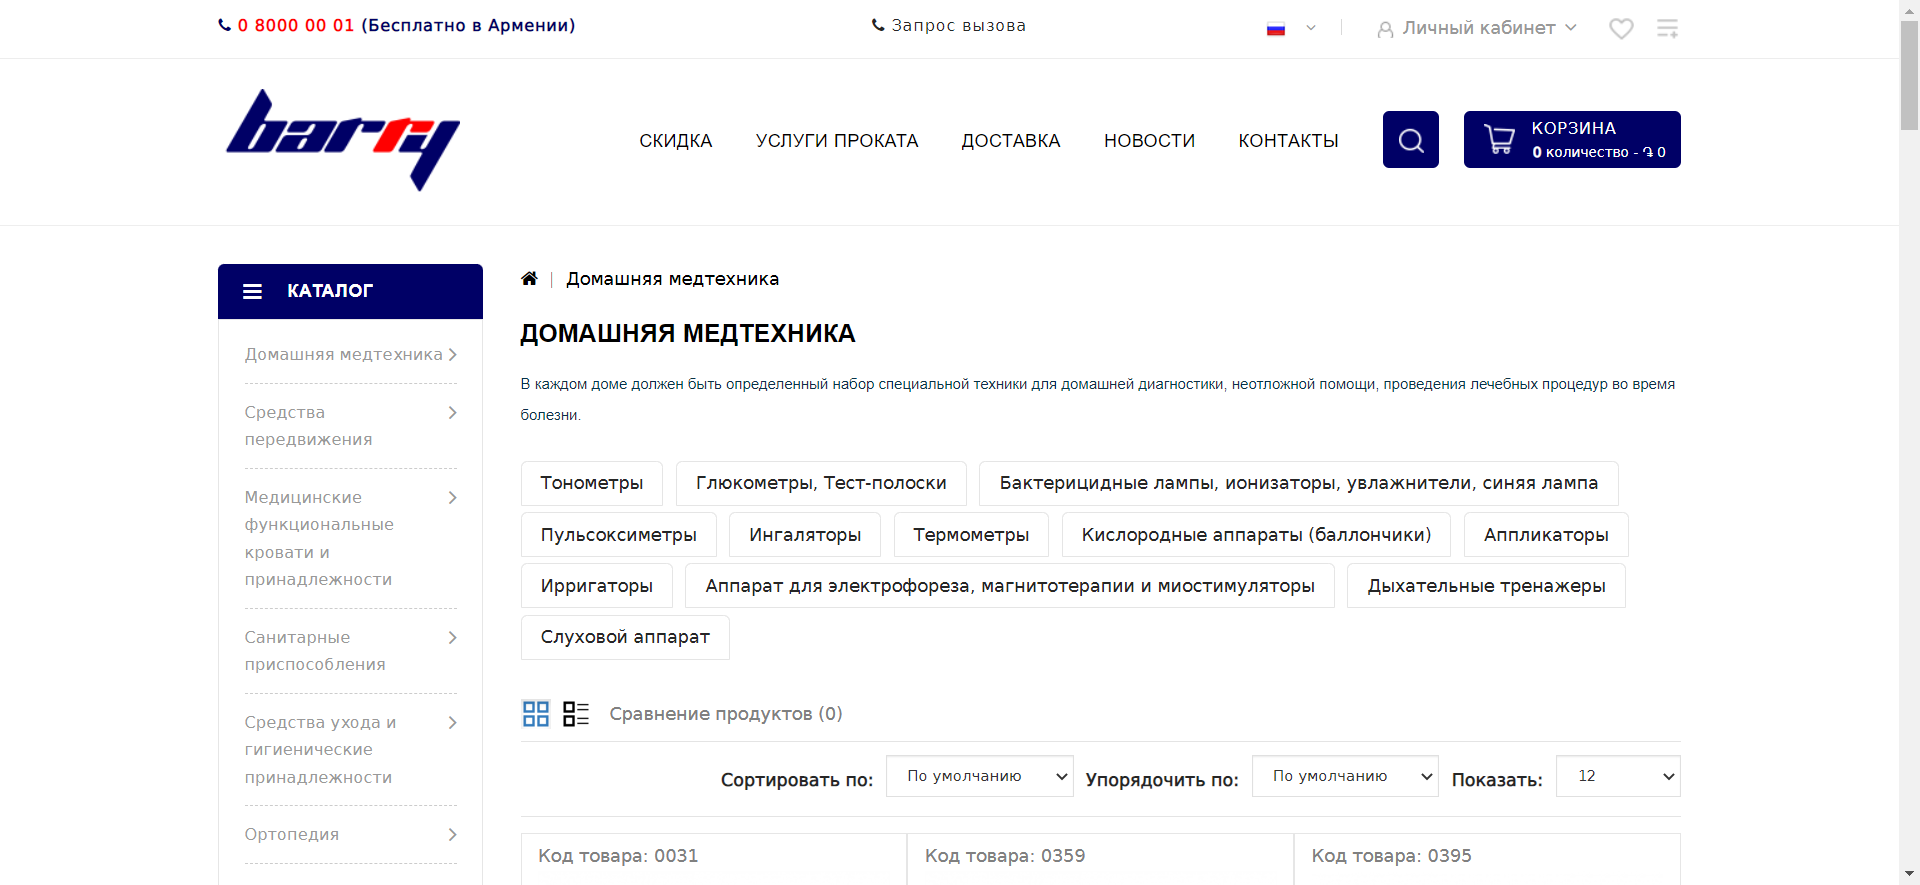 0 8000 00 01 (Бесплатно в Армении)
Запрос вызова
Личный кабинет
barry
СКИДКА
УСЛУГИ ПРОКАТА
ДОСТАВКА
НОВОСТИ
КОНТАКТЫ
КОРЗИНА
0 количество - ֏ 0
КАТАЛОГ
Домашняя медтехника
Средства
передвижения
Медицинские
функциональные
кровати и
принадлежности
Санитарные
приспособления
Средства ухода и
гигиенические
принадлежности
Ортопедия
| Домашняя медтехника
ДОМАШНЯЯ МЕДТЕХНИКА
В каждом доме должен быть определенный набор специальной техники для домашней диагностики, неотложной помощи, проведения лечебных процедур во время
болезни.
Тонометры
Глюкометры, Тест-полоски
Бактерицидные лампы, ионизаторы, увлажнители, синяя лампа
Пульсоксиметры
Ингаляторы
Термометры
Кислородные аппараты (баллончики)
Аппликаторы
Ирригаторы
Аппарат для электрофореза, магнитотерапии и миостимуляторы
Дыхательные тренажеры
Слуховой аппарат
Сравнение продуктов (0)
Сортировать по: По умолчанию
Упорядочить по: По умолчанию
Показать: 12
Код товара: 0031
Код товара: 0359
Код товара: 0395